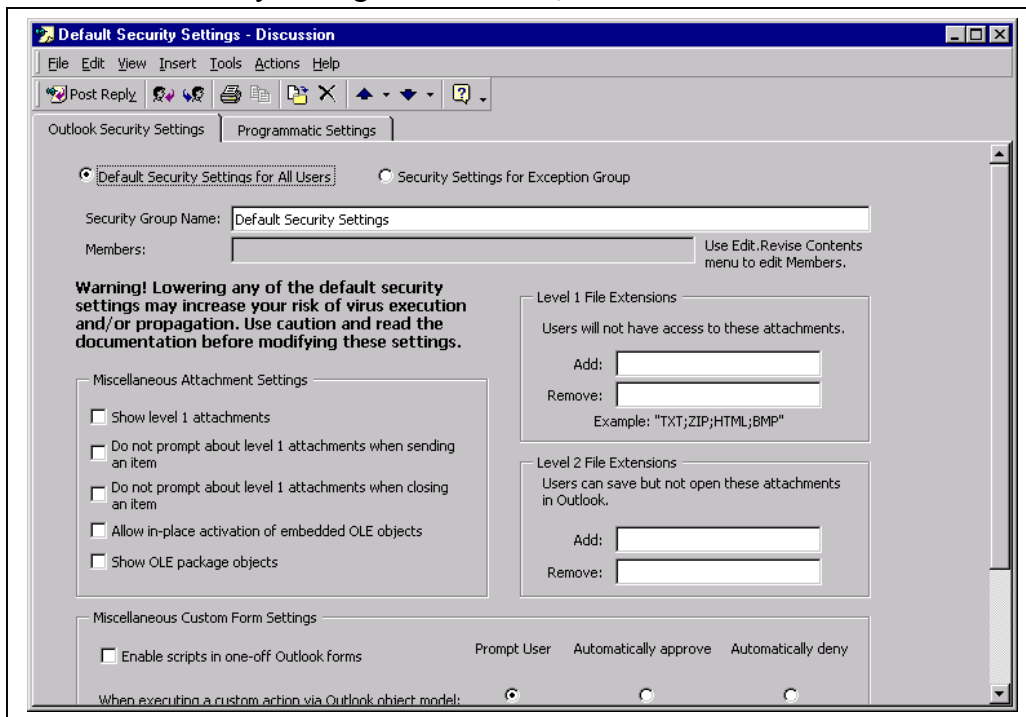 Default Security Settings - Discussion
File Edit View Insert Tools Actions Help
Post Reply
Outlook Security Settings Programmatic Settings
Default Security Settings for All Users Security Settings for Exception Group
Security Group Name: Default Security Settings
Members: Use Edit.Revise Contents
menu to edit Members.
Warning! Lowering any of the default security
settings may increase your risk of virus execution
and/or propagation. Use caution and read the
documentation before modifying these settings.
Miscellaneous Attachment Settings
Show level 1 attachments
Do not prompt about level 1 attachments when sending
an item
Do not prompt about level 1 attachments when closing
an item
Allow in-place activation of embedded OLE objects
Show OLE package objects
Level 1 File Extensions
Users will not have access to these attachments.
Add:
Remove:
Example: "TXT;ZIP;HTML;BMP"
Level 2 File Extensions
Users can save but not open these attachments
in Outlook.
Add:
Remove:
Miscellaneous Custom Form Settings
Enable scripts in one-off Outlook forms
Prompt User Automatically approve Automatically deny
When executing a custom action via Outlook object model: